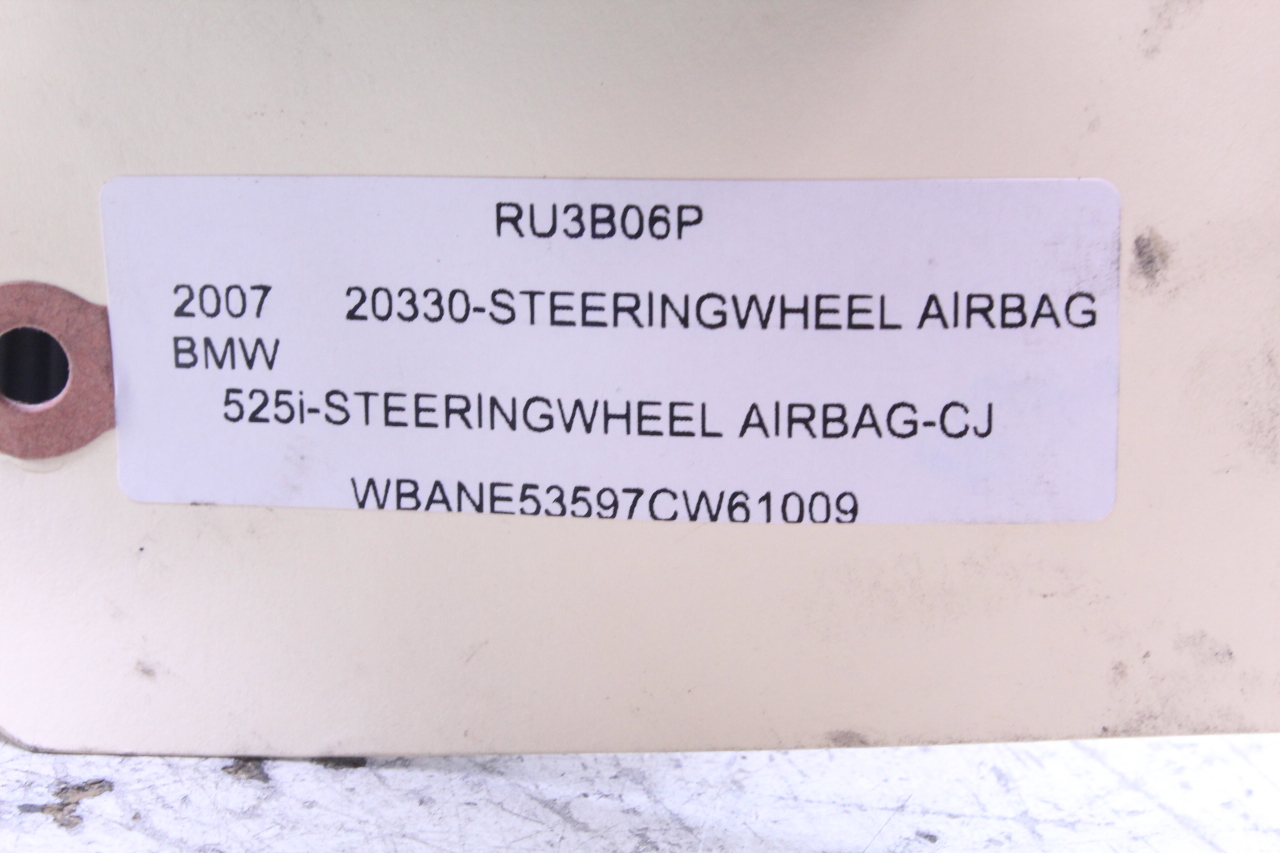 RU3B06P
2007 20330-STEERINGWHEEL AIRBAG
BMW
525i-STEERINGWHEEL AIRBAG-CJ
WBANE53597CW61009